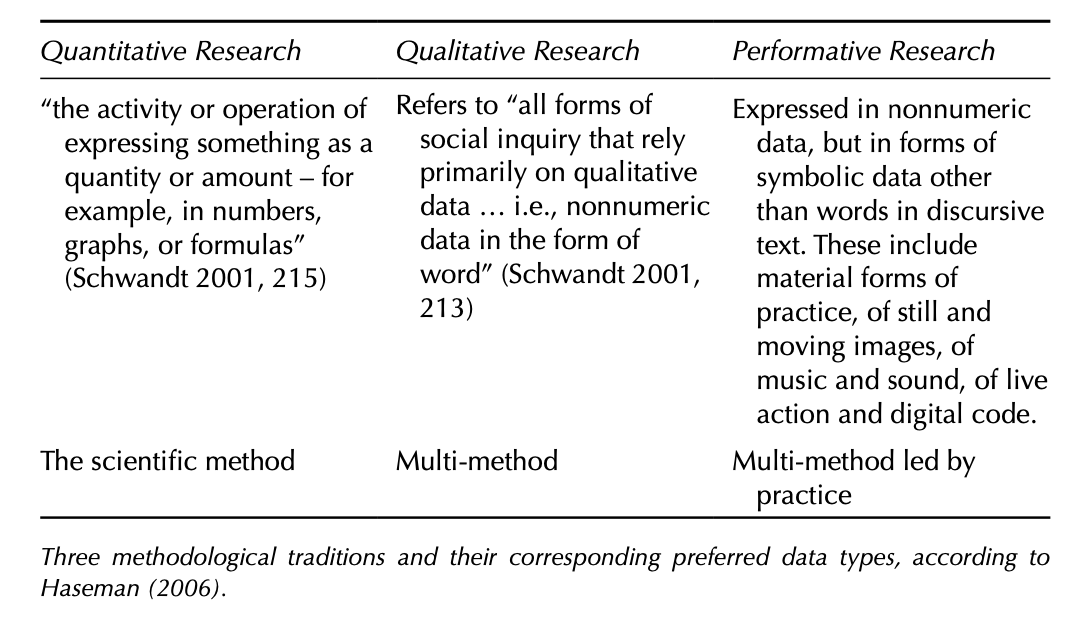 Quantitative Research
Qualitative Research
Performative Research
“the activity or operation of
expressing something as a
quantity or amount – for
example, in numbers,
graphs, or formulas”
(Schwandt 2001, 215)
Refers to “all forms of
social inquiry that rely
primarily on qualitative
data … i.e., nonnumeric
data in the form of
word” (Schwandt 2001,
213)
Expressed in nonnumeric
data, but in forms of
symbolic data other
than words in discursive
text. These include
material forms of
practice, of still and
moving images, of
music and sound, of live
action and digital code.
The scientific method
Multi-method
Multi-method led by
practice
Three methodological traditions and their corresponding preferred data types, according to
Haseman (2006).